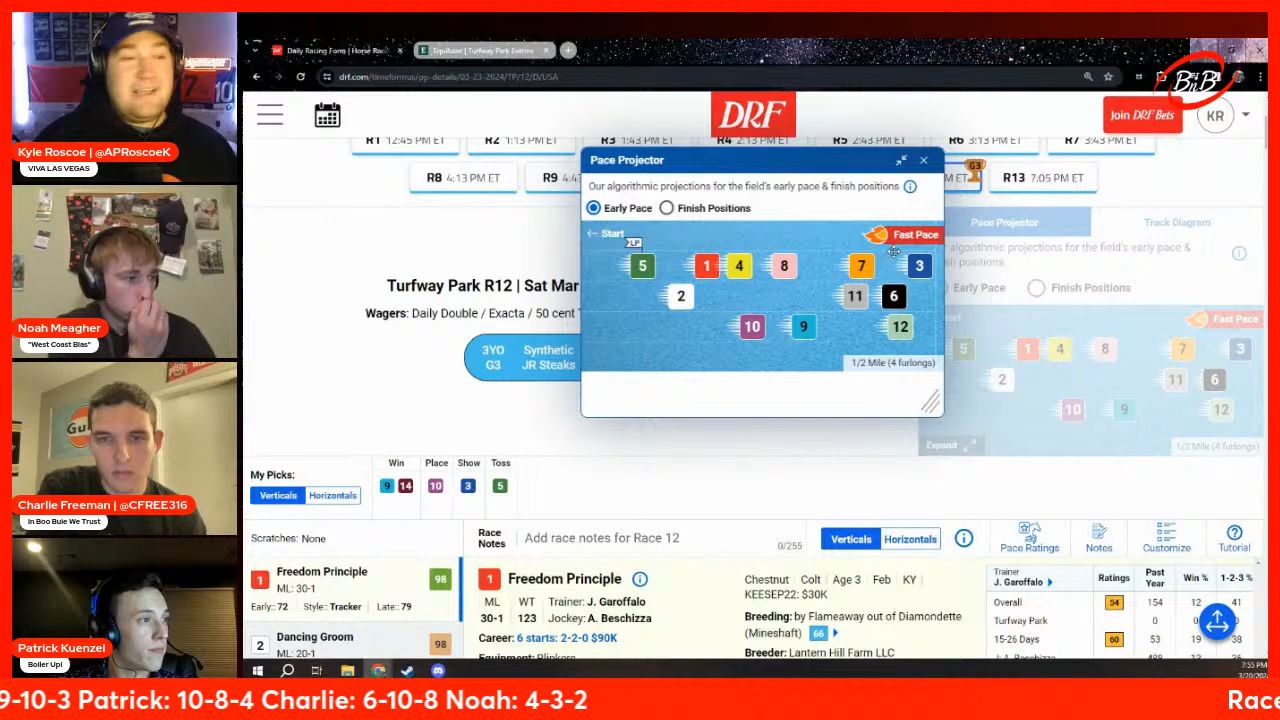 Daily Racing Form | Horse Rac
Equibase | Turfway Park Entries
drf.com/timeformus/pp-details/03-23-2024/TP/12/D/USA
DRF
Join DRF Bets
KR
R1 12:45 PM ET
R2 1:13 PM ET
R3 1:43 PM ET
R4 2:13 PM ET
R5 2:43 PM ET
R6 3:13 PM ET
R7 3:43 PM ET
R8 4:13 PM ET
R9 4:4
ET
G3
R13 7:05 PM ET
Kyle Roscoe | @APRoscoeK
VIVA LAS VEGAS
Noah Meagher
"West Coast Bias"
Charlie Freeman | @CFREE316
In Boo Buie We Trust
Patrick Kuenzel
Boiler Up!
Pace Projector
Our algorithmic projections for the field's early pace & finish positions
Early Pace Finish Positions
Start
LP
Fast Pace
5 1 4 8 7 3
2 11 6
10 9 12
1/2 Mile (4 furlongs)
Pace Projector Track Diagram
algorithmic projections for the field's early pace &
h positions
Early Pace Finish Positions
Fast Pace
5 1 4 8 7 3
2 11 6
10 9 12
Expand
1/2 Mile (4 furlongs)
Turfway Park R12 | Sat Mar
Wagers: Daily Double / Exacta / 50 cent T
3YO Synthetic
G3 JR Steaks
My Picks:
Verticals Horizontals
Win Place Show Toss
9 14 10 3 5
Scratches: None
Race Notes
Add race notes for Race 12
0/255
Verticals Horizontals
Pace Ratings
Notes
Customize
Tutorial
1 Freedom Principle 98
ML: 30-1
Early:: 72 Style:: Tracker Late:: 79
2 Dancing Groom 98
ML: 20-1
1 Freedom Principle
ML WT Trainer: J. Garoffalo
30-1 123 Jockey: A. Beschizza
Career: 6 starts: 2-2-0 $90K
Equipment: Blinkers
Chestnut Colt Age 3 Feb KY
KEESEP22: $30K
Breeding: by Flameaway out of Diamondette
(Mineshaft) 66
Breeder: Lantern Hill Farm LLC
Trainer
J. Garoffalo
Ratings Past Year Win % 1-2-3 %
Overall 54 154 12 41
Turfway Park 0 0
15-26 Days 60 53 19 38
7:55 PM
9-10-3 Patrick: 10-8-4 Charlie: 6-10-8 Noah: 4-3-2
Race